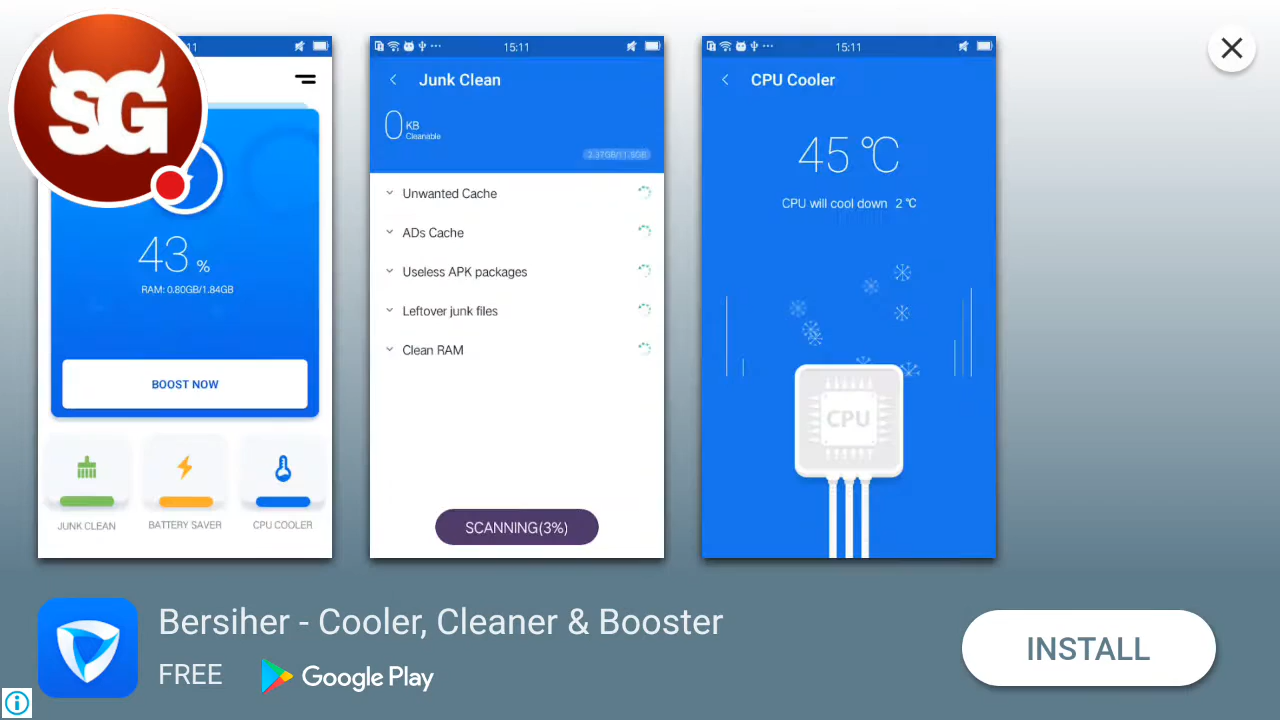 SG
11
43 %
RAM: 0.80GB/1.84GB
BOOST NOW
JUNK CLEAN
BATTERY SAVER
CPU COOLER
15:11
Junk Clean
0 KB
Cleanable
2.37GB/11.9GB
Unwanted Cache
ADs Cache
Useless APK packages
Leftover junk files
Clean RAM
SCANNING(3%)
15:11
CPU Cooler
45 °C
CPU will cool down 2 °C
CPU
Bersiher - Cooler, Cleaner & Booster
FREE
Google Play
INSTALL